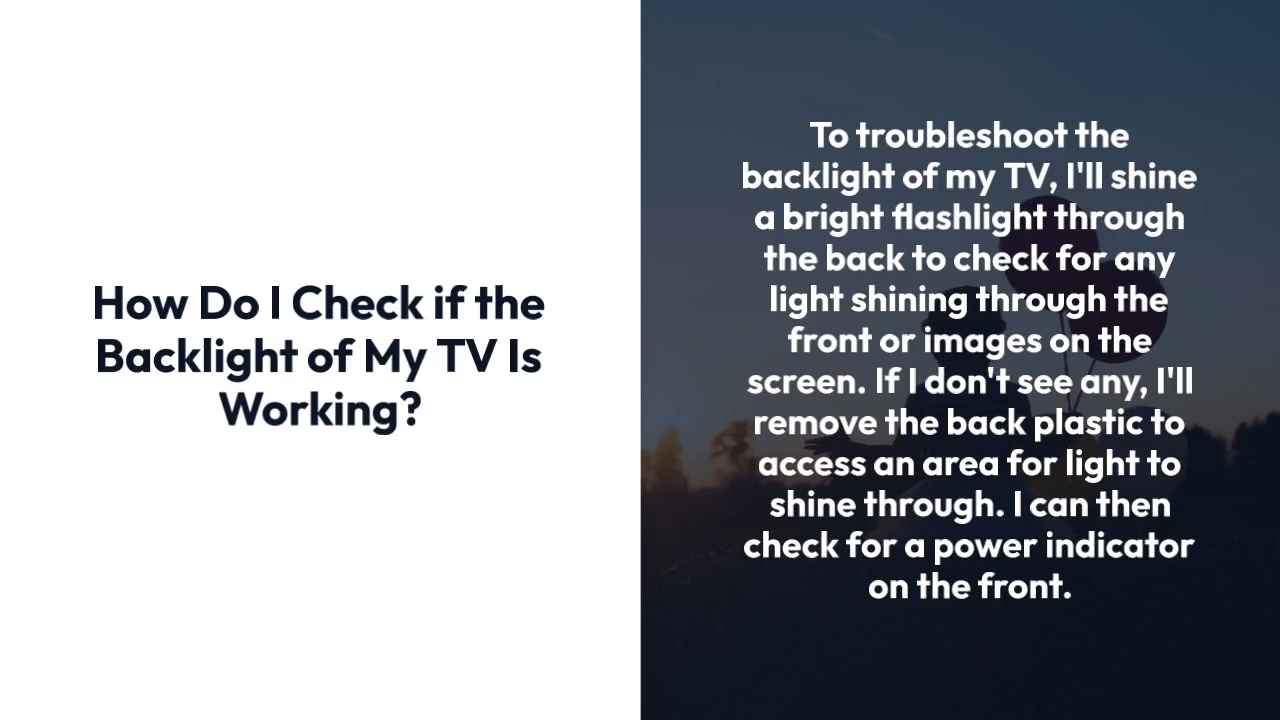 How Do I Check if the
Backlight of My TV Is
Working?
To troubleshoot the
backlight of my TV, I'll shine
a bright flashlight through
the back to check for any
light shining through the
front or images on the
screen. If I don't see any, I'll
remove the back plastic to
access an area for light to
shine through. I can then
check for a power indicator
on the front.